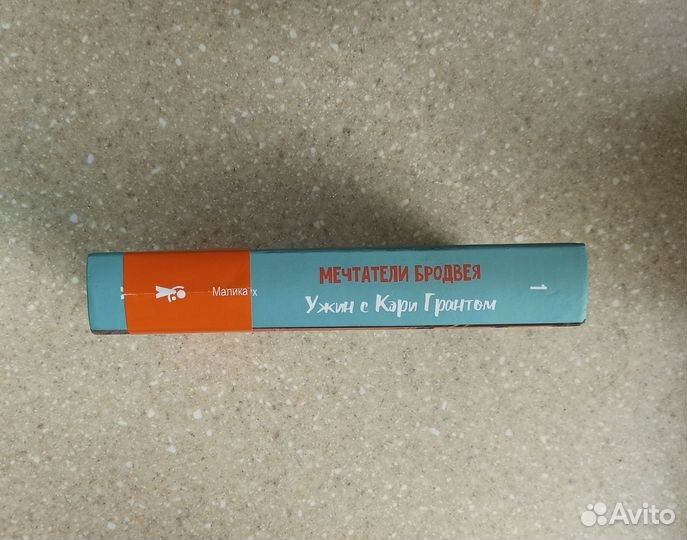 Малика
х
МЕЧТАТЕЛИ БРОДВЕЯ
Ужин с Кэри Грантом
1
Avito